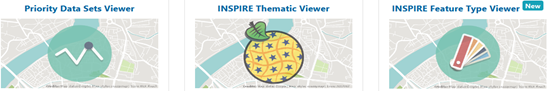 Priority Data Sets Viewer
INSPIRE Thematic Viewer
INSPIRE Feature Type Viewer
New